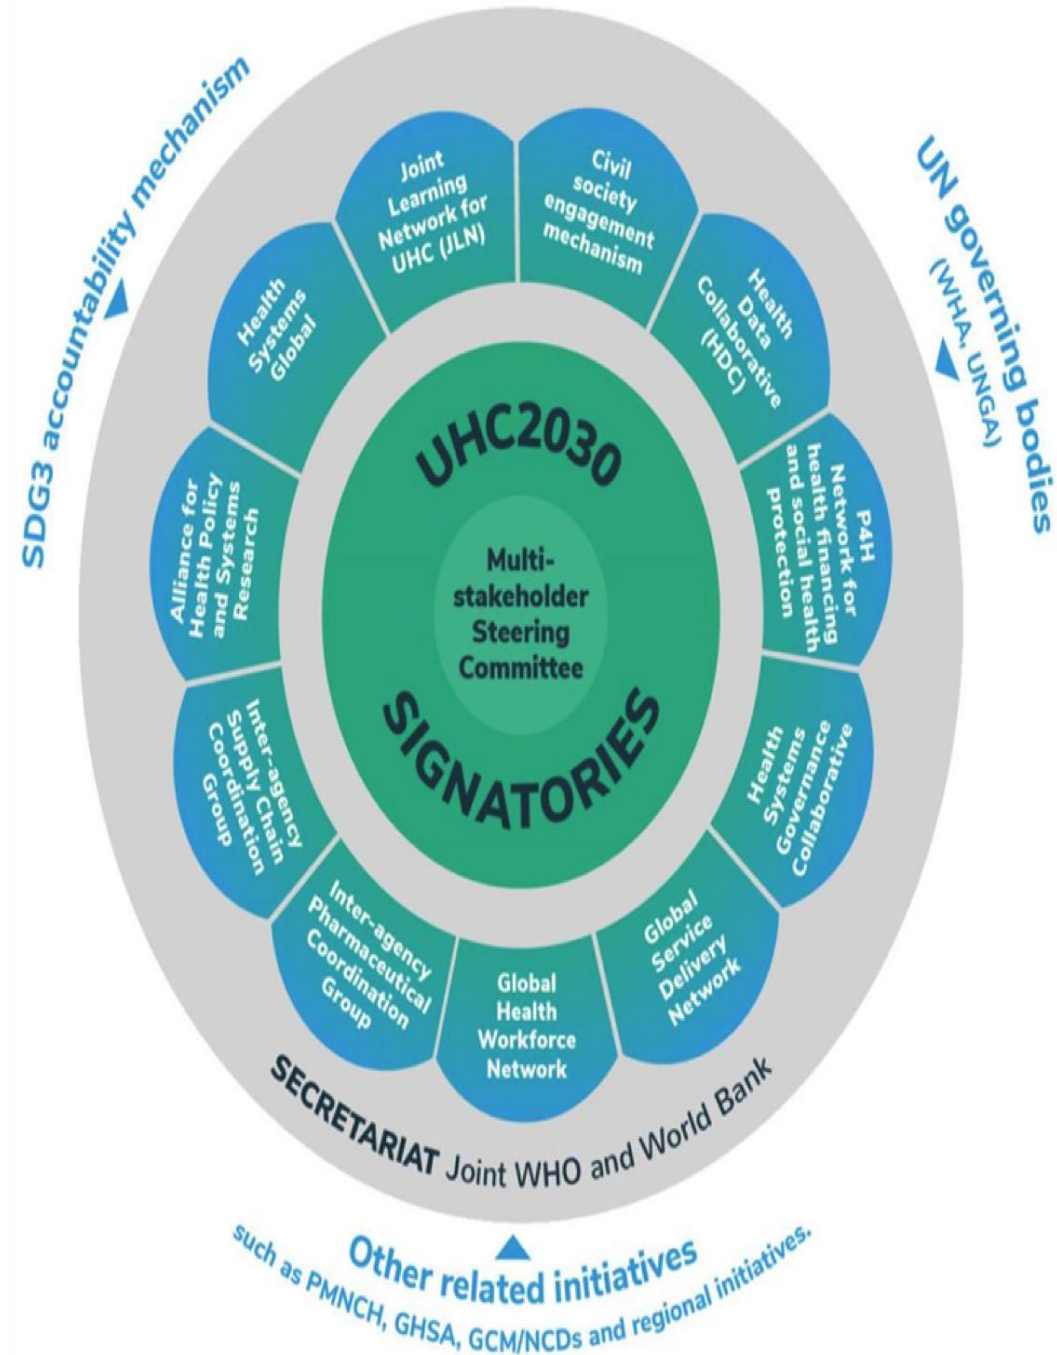 SDG3 accountability mechanism
UN governing bodies
(WHA, UNGA)
Joint
Learning
Network for
UHC (JLN)
Civil
society
engagement
mechanism
Health
Data
Collaborative
(HDC)
P4H
Network for
health financing
and social health
protection
Health
Systems
Governance
Collaborative
Global
Service
Delivery
Network
Global
Health
Workforce
Network
Inter-agency
Pharmaceutical
Coordination
Group
Inter-agency
Supply Chain
Coordination
Group
Alliance for
Health Policy
and Systems
Research
Health
Systems
Global
UHC2030
Multi-
stakeholder
Steering
Committee
SIGNATORIES
SECRETARIAT Joint WHO and World Bank
Other related initiatives
such as PMNCH, GHSA, GCM/NCDs and regional initiatives.